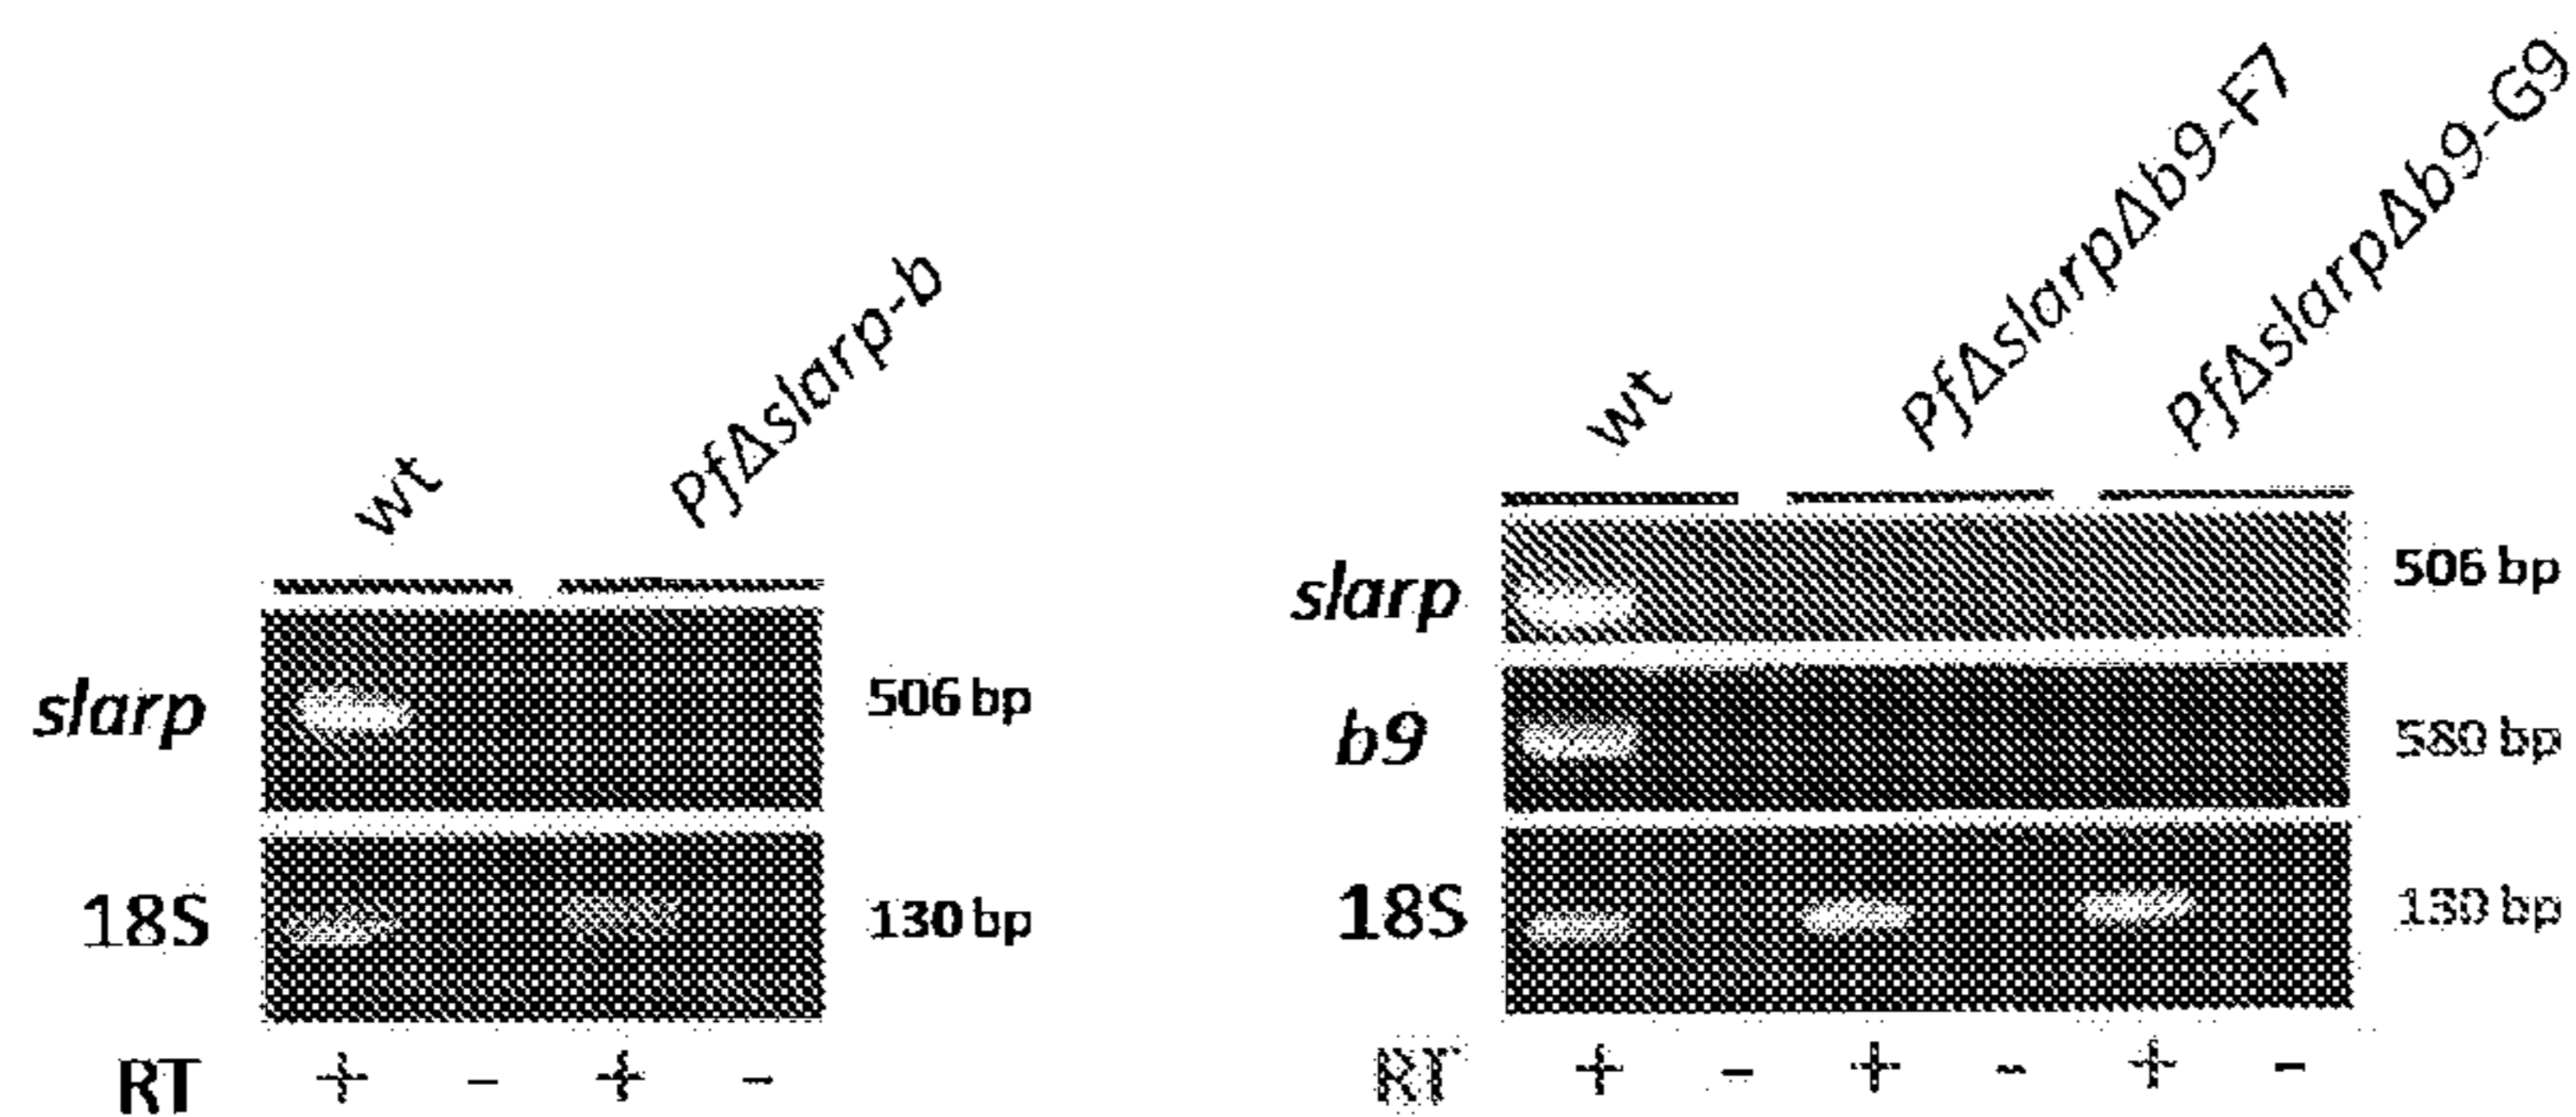 wt PfΔslarp-b
slarp 506 bp
18S 130 bp
RT + - + -
wt PfΔslarpΔb9-F7 PfΔslarpΔb9-G9
slarp 506 bp
b9 580 bp
18S 130 bp
RT + - + - + -